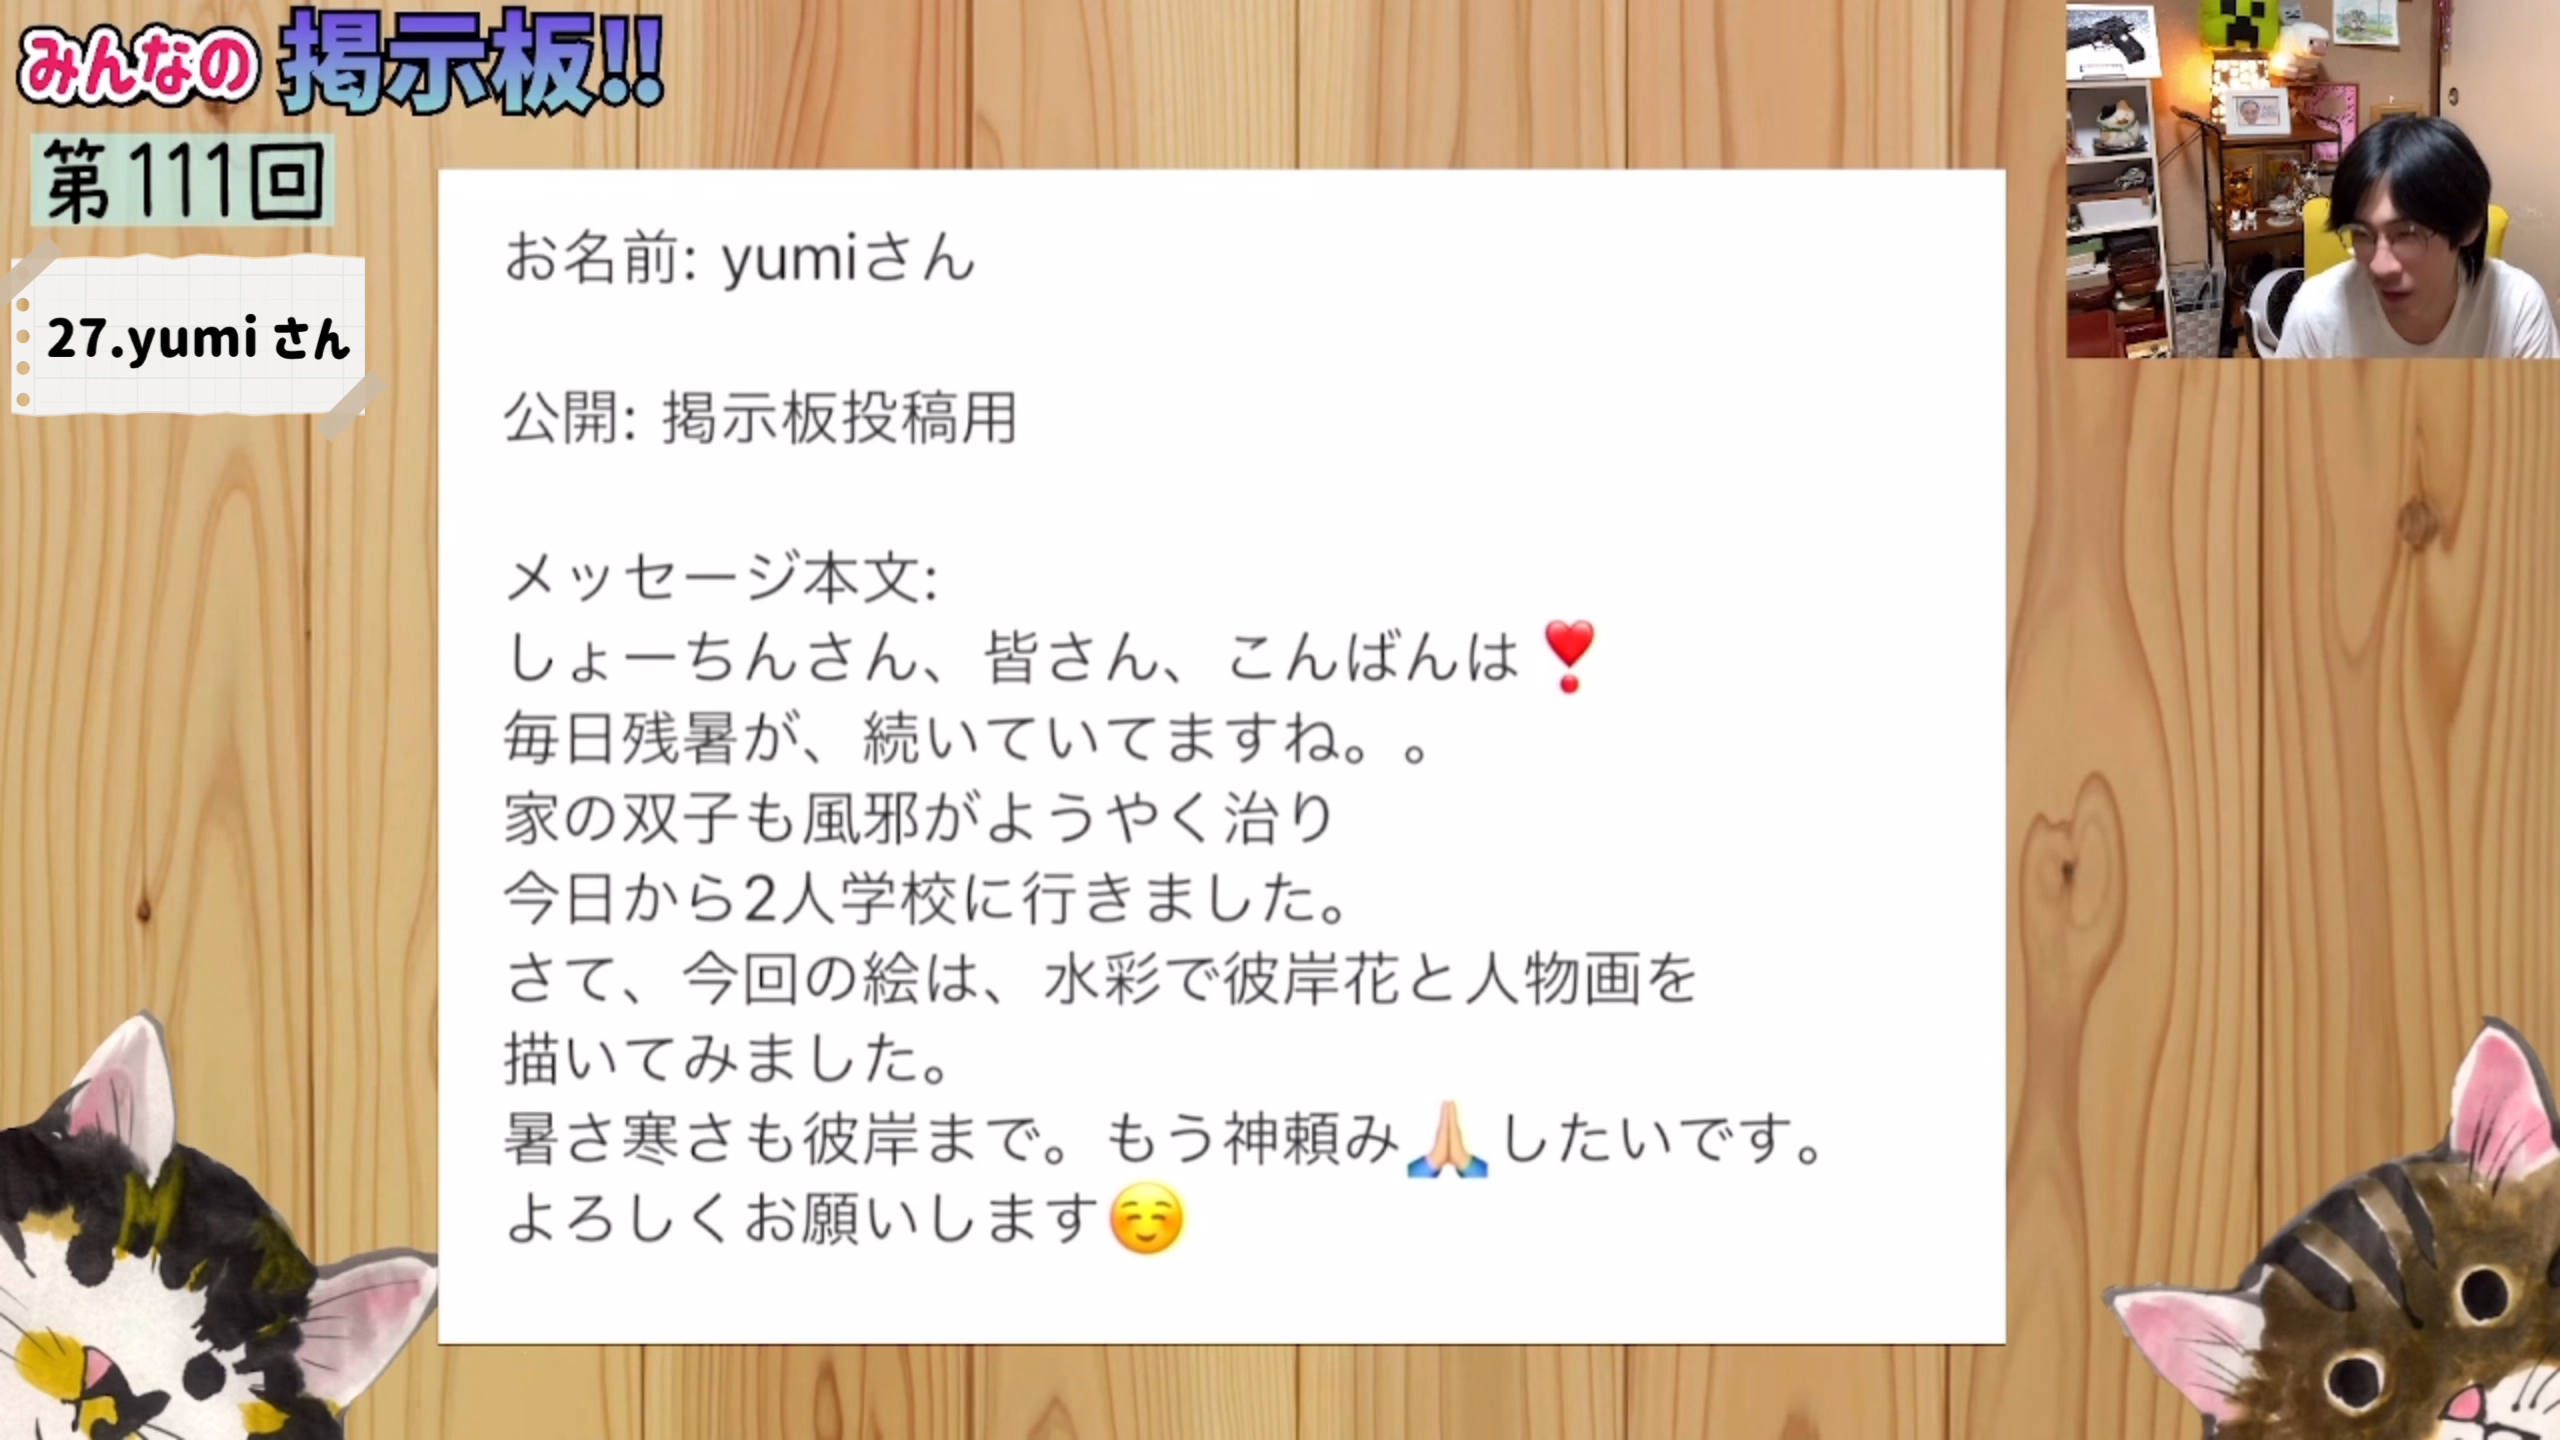 みんなの掲示板!!
第111回
27.yumiさん
お名前: yumiさん
公開: 掲示板投稿用
メッセージ本文:
しょーちんさん、皆さん、こんばんは❣️
毎日残暑が、続いていてますね。。
家の双子も風邪がようやく治り
今日から2人学校に行きました。
さて、今回の絵は、水彩で彼岸花と人物画を
描いてみました。
暑さ寒さも彼岸まで。もう神頼み🙏🏻したいです。
よろしくお願いします☺️